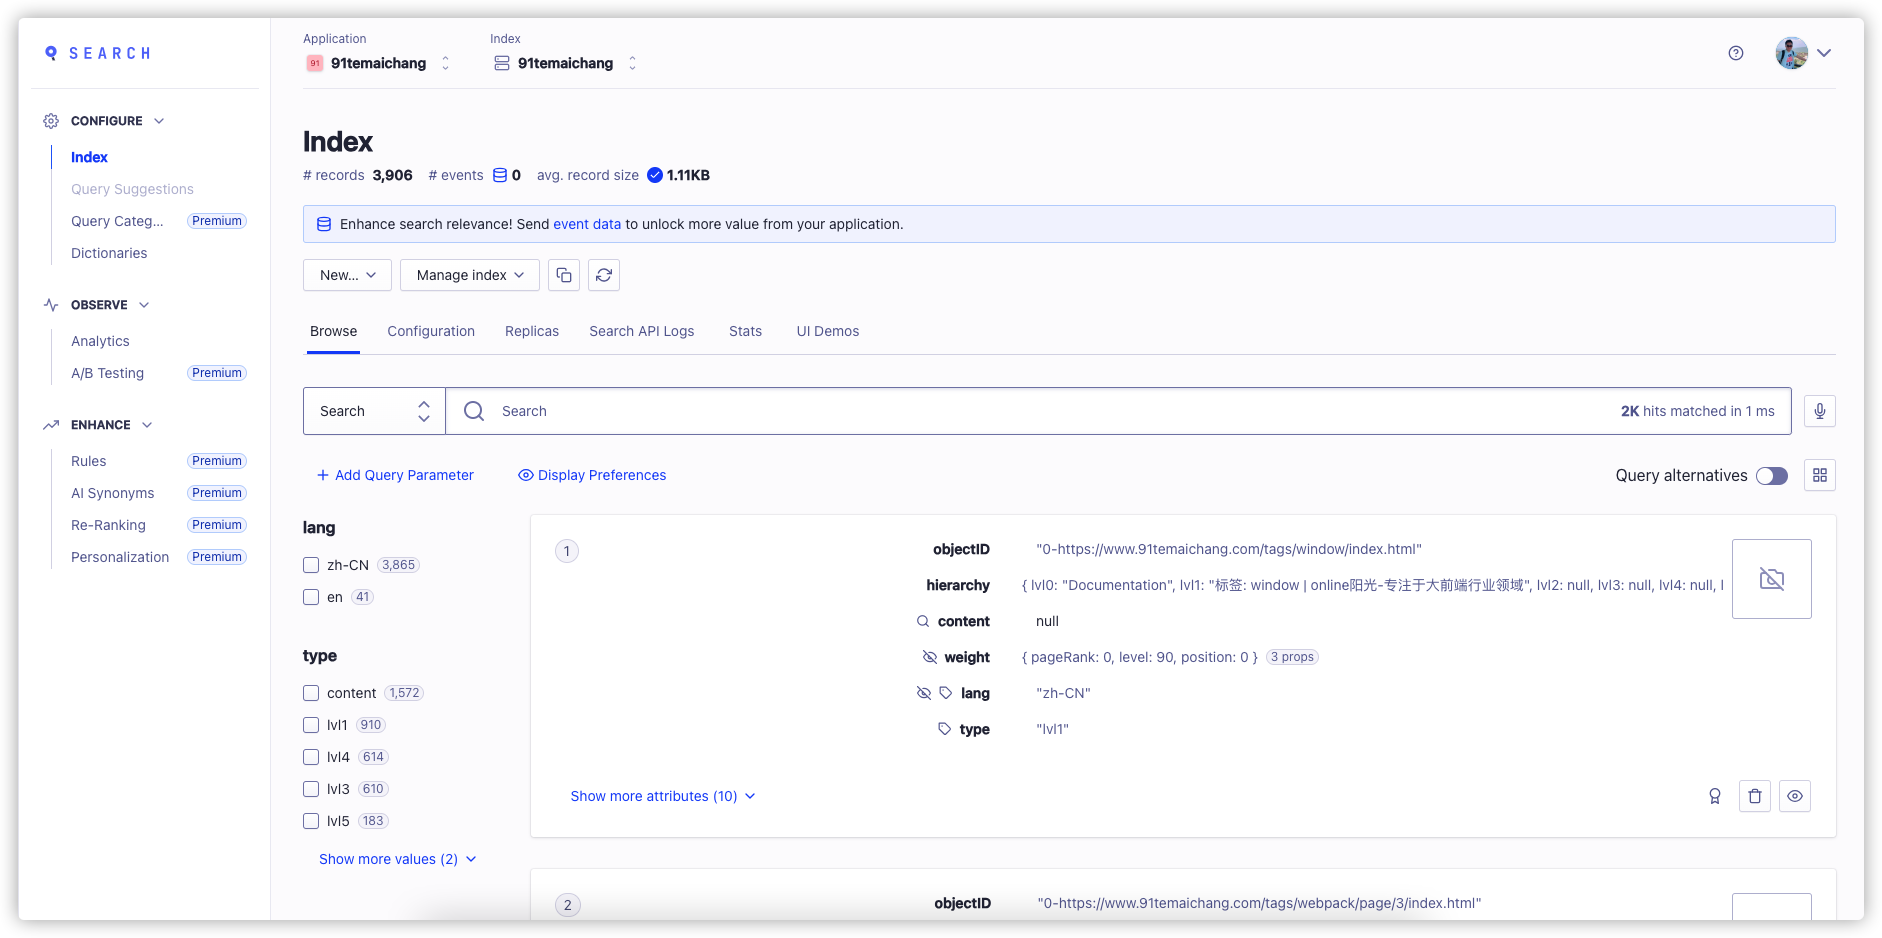 SEARCH
Application
Index
91 91temaichang
91temaichang
CONFIGURE
Index
Query Suggestions
Query Categ... Premium
Dictionaries
OBSERVE
Analytics
A/B Testing Premium
ENHANCE
Rules Premium
AI Synonyms Premium
Re-Ranking Premium
Personalization Premium
Index
# records 3,906 # events 0 avg. record size 1.11KB
Enhance search relevance! Send event data to unlock more value from your application.
New... Manage index
Browse Configuration Replicas Search API Logs Stats UI Demos
Search Search 2K hits matched in 1 ms
Add Query Parameter Display Preferences Query alternatives
lang
zh-CN 3,865
en 41
type
content 1,572
lvl1 910
lvl4 614
lvl3 610
lvl5 183
Show more values (2)
1
objectID "0-https://www.91temaichang.com/tags/window/index.html"
hierarchy { lvl0: "Documentation", lvl1: "标签: window | online阳光-专注于大前端行业领域", lvl2: null, lvl3: null, lvl4: null, l
content null
weight { pageRank: 0, level: 90, position: 0 } 3 props
lang "zh-CN"
type "lvl1"
Show more attributes (10)
2
objectID "0-https://www.91temaichang.com/tags/webpack/page/3/index.html"